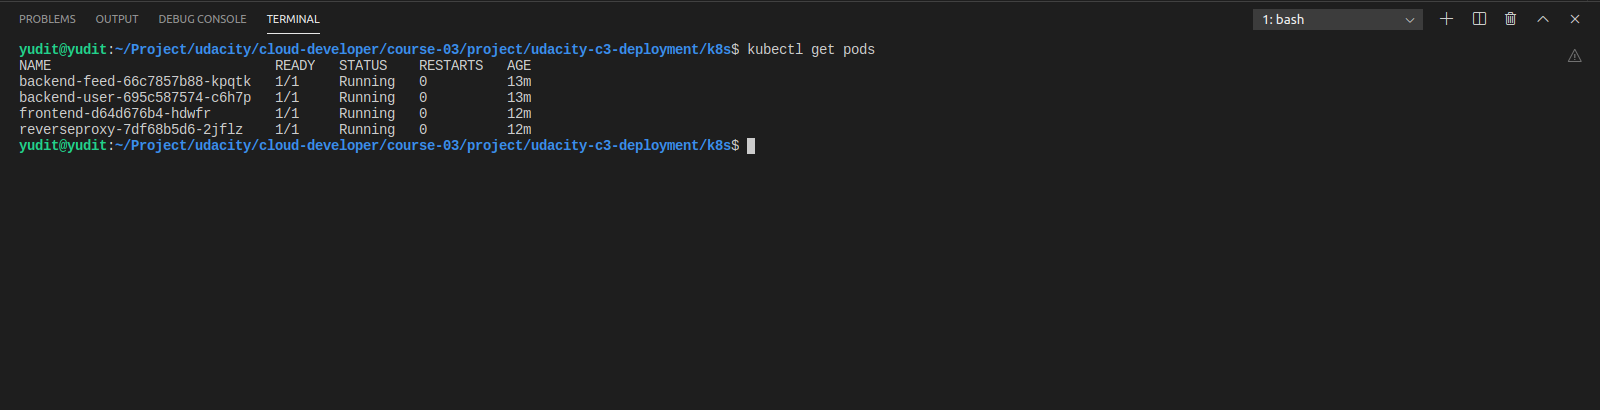 PROBLEMS OUTPUT DEBUG CONSOLE TERMINAL 1: bash
yudit@yudit:~/Project/udacity/cloud-developer/course-03/project/udacity-c3-deployment/k8s$ kubectl get pods
NAME READY STATUS RESTARTS AGE
backend-feed-66c7857b88-kpqtk 1/1 Running 0 13m
backend-user-695c587574-c6h7p 1/1 Running 0 13m
frontend-d64d676b4-hdwfr 1/1 Running 0 12m
reverseproxy-7df68b5d6-2jflz 1/1 Running 0 12m
yudit@yudit:~/Project/udacity/cloud-developer/course-03/project/udacity-c3-deployment/k8s$